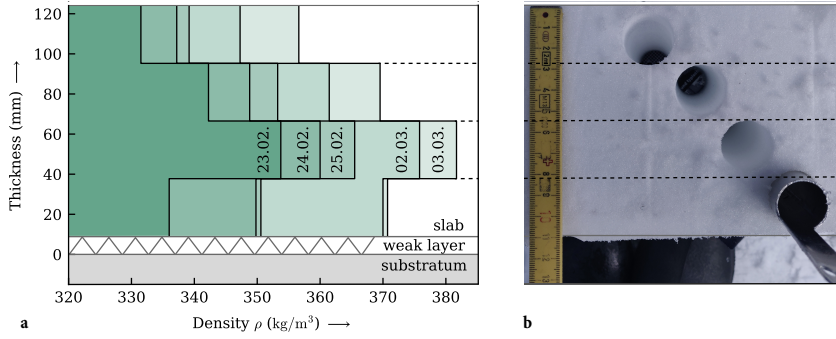 120
100
80
60
40
20
0
Thickness (mm) ⟶
23.02.
24.02.
25.02.
02.03.
03.03.
slab
weak layer
substratum
320 330 340 350 360 370 380
Density ρ (kg/m³) ⟶
a
b